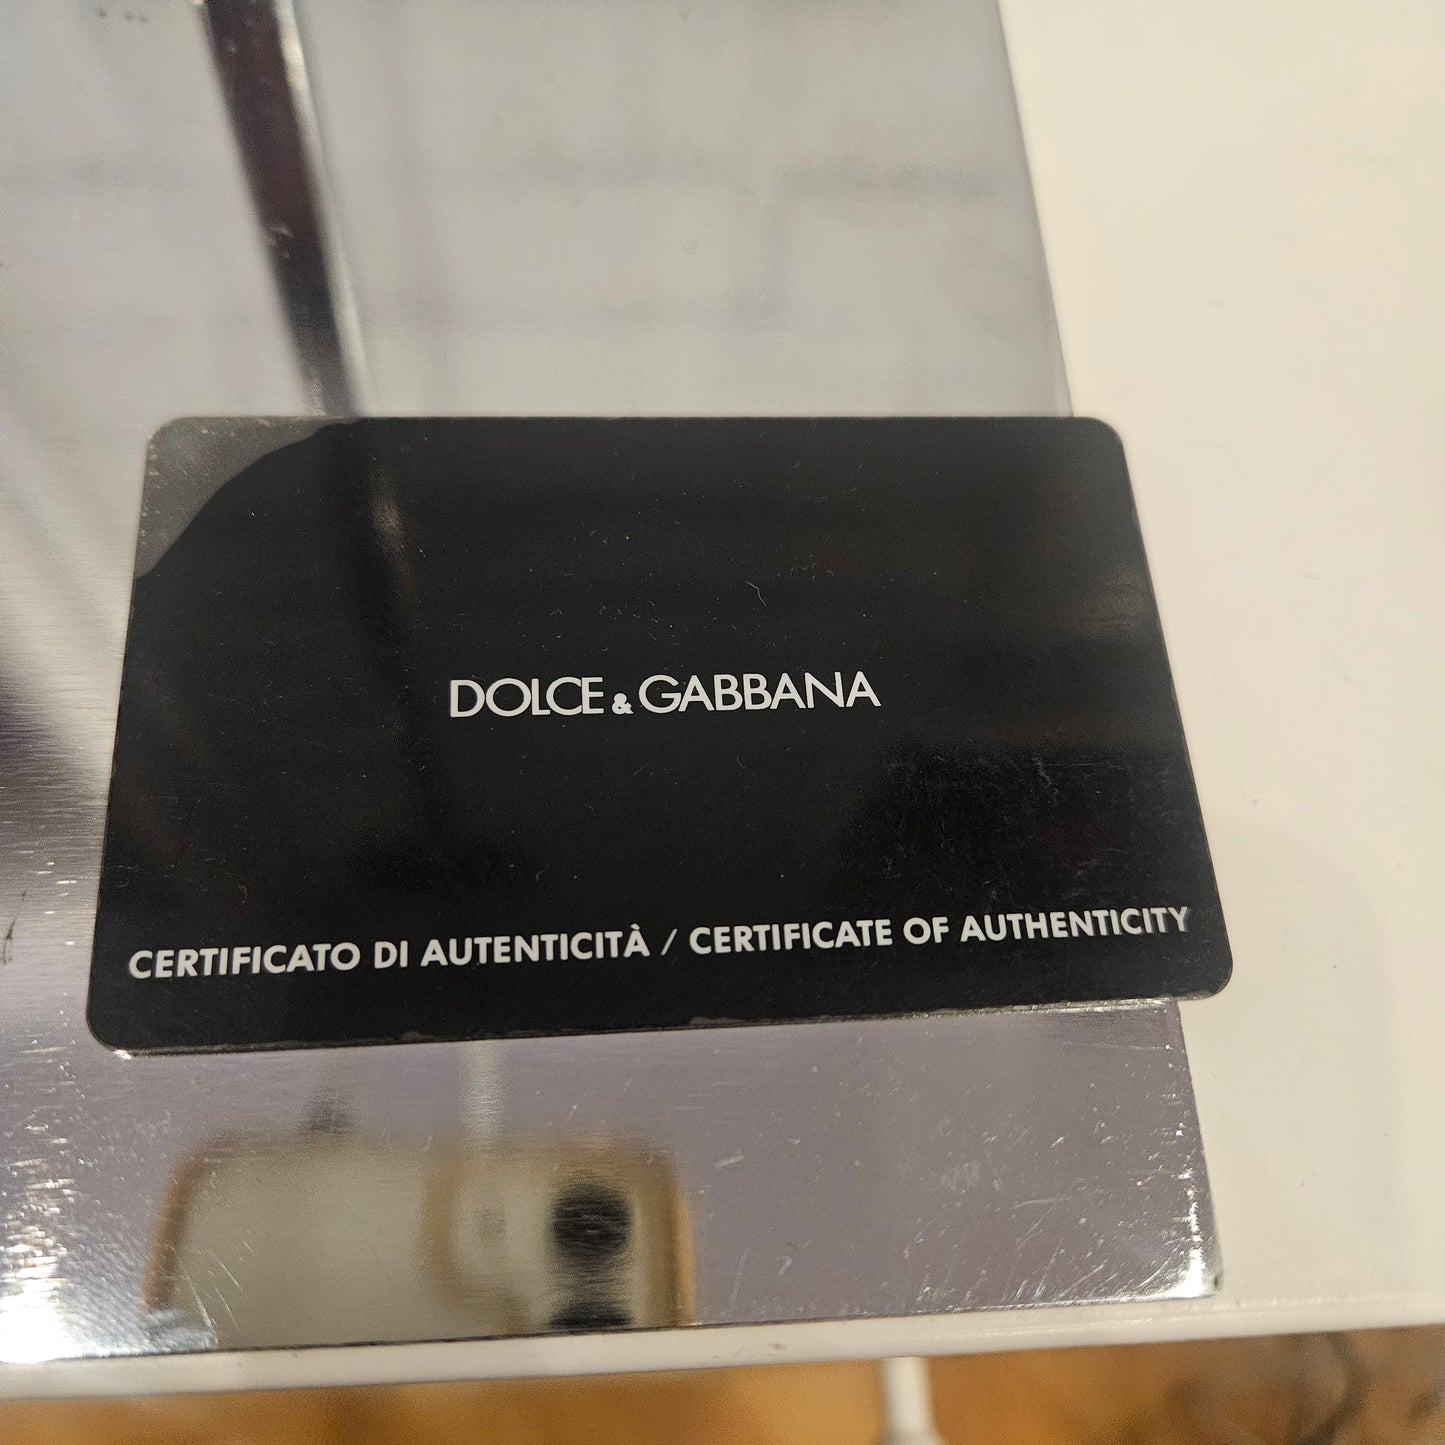 DOLCE & GABBANA
CERTIFICATO DI AUTENTICITÀ / CERTIFICATE OF AUTHENTICITY